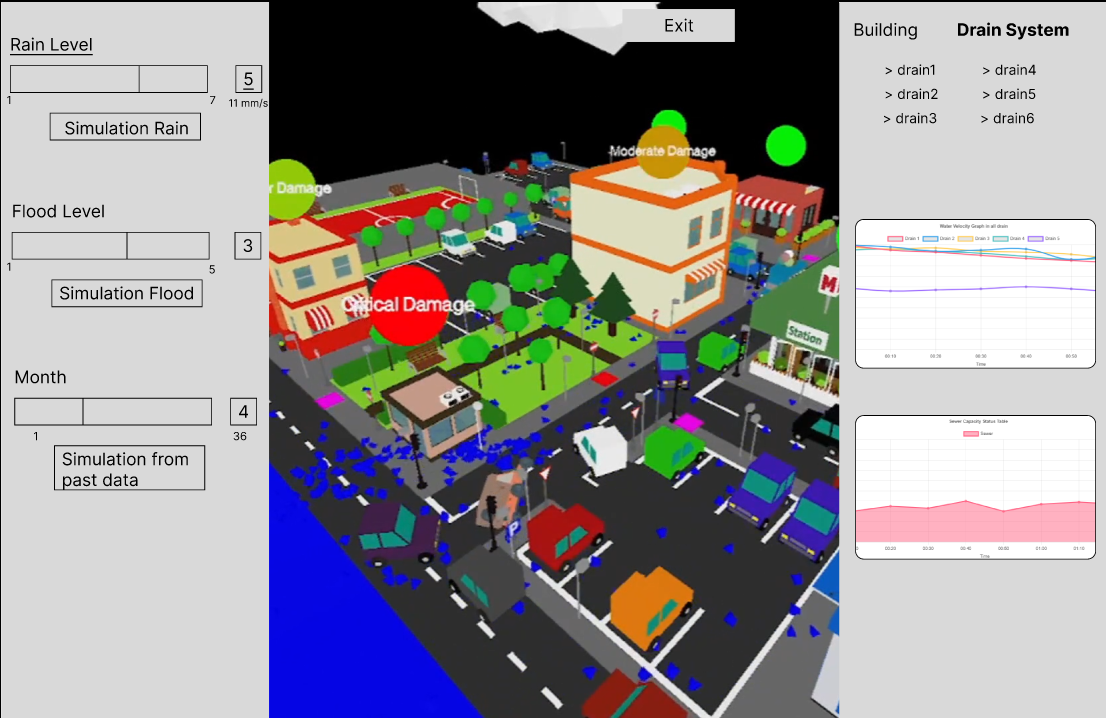 Rain Level
1
7
5
11 mm/s
Simulation Rain
Flood Level
1
5
3
Simulation Flood
Month
1
4
36
Simulation from
past data
Exit
r Damage
Moderate Damage
Critical Damage
Station
P
Building
Drain System
> drain1
> drain4
> drain2
> drain5
> drain3
> drain6
Water Velocity Graph in all drain
Drain 1 Drain 2 Drain 3 Drain 4 Drain 5
00:10 00:20 00:30 00:40 00:50
Time
Sewer Capacity Status Table
Sewer
00:20 00:30 00:40 01:10
Time